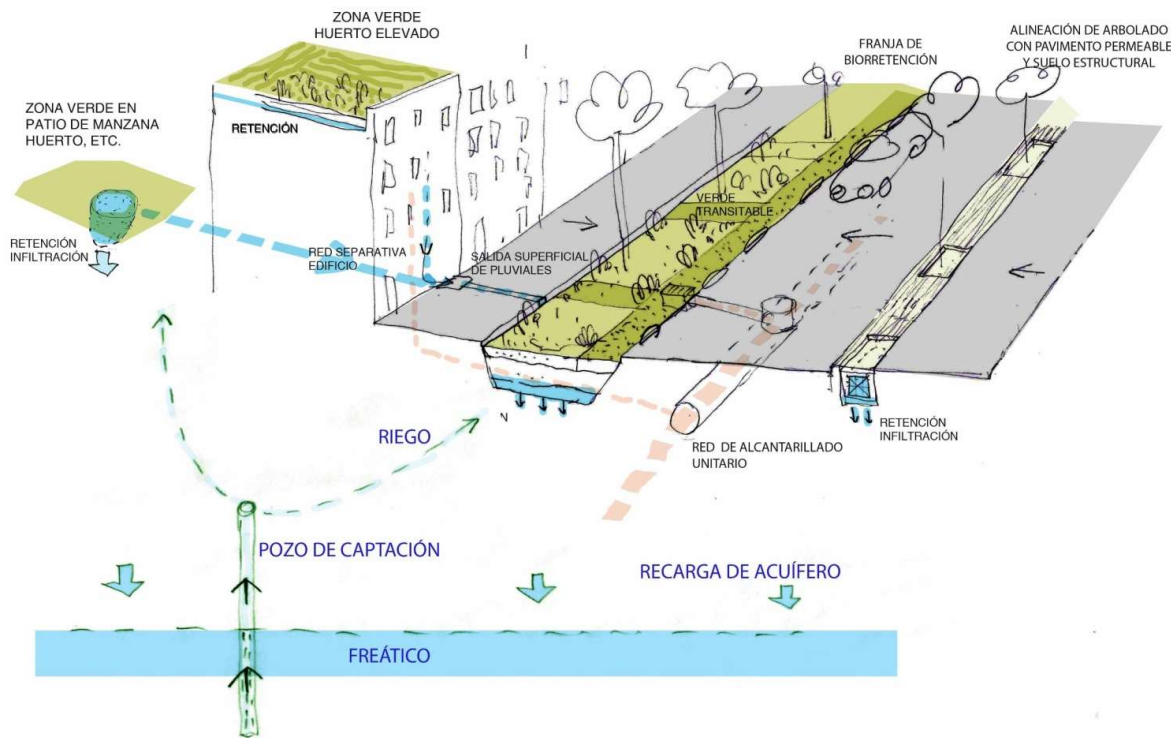 ZONA VERDE
HUERTO ELEVADO
FRANJA DE
BIORRETENCIÓN
ALINEACIÓN DE ARBOLADO
CON PAVIMENTO PERMEABLE
Y SUELO ESTRUCTURAL
ZONA VERDE EN
PATIO DE MANZANA
HUERTO, ETC.
RETENCIÓN
VERDE
TRANSITABLE
RETENCIÓN
INFILTRACIÓN
RED SEPARATIVA
EDIFICIO
SALIDA SUPERFICIAL
DE PLUVIALES
RETENCIÓN
INFILTRACIÓN
RED DE ALCANTARILLADO
UNITARIO
RIEGO
POZO DE CAPTACIÓN
RECARGA DE ACUÍFERO
FREÁTICO